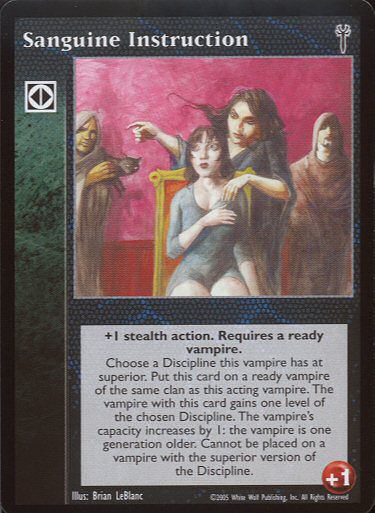 Sanguine Instruction
+1 stealth action. Requires a ready
vampire.
Choose a Discipline this vampire has at
superior. Put this card on a ready vampire
of the same clan as this acting vampire. The
vampire with this card gains one level of
the chosen Discipline. The vampire's
capacity increases by 1: the vampire is one
generation older. Cannot be placed on a
vampire with the superior version of
the Discipline.
+1
Illus: Brian LeBlanc
©2005 White Wolf Publishing, Inc. All Rights Reserved